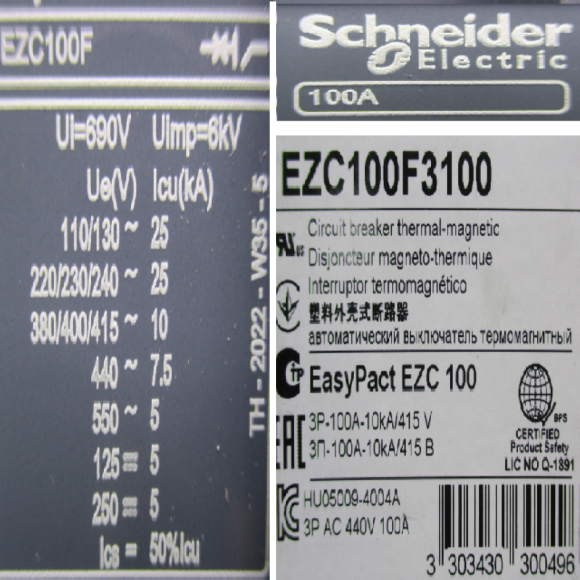 EZC100F
Ui=690V Uimp=6kV
Ue(V) Icu(kA)
110/130 ~ 25
220/230/240 ~ 25
380/400/415 ~ 10
440 ~ 7.5
550 ~ 5
125 ⎓ 5
250 ⎓ 5
Ics = 50%Icu
TH - 2022 - W35 - 5
Schneider
Electric
100A
EZC100F3100
Circuit breaker thermal-magnetic
Disjoncteur magneto-thermique
Interruptor termomagnético
塑料外壳式断路器
автоматический выключатель термомагнитный
EasyPact EZC 100
3P-100A-10kA/415 V
3П-100A-10kA/415 В
BPS
CERTIFIED
Product Safety
LIC NO Q-1891
EAC
HU05009-4004A
3P AC 440V 100A
3 303430 300496